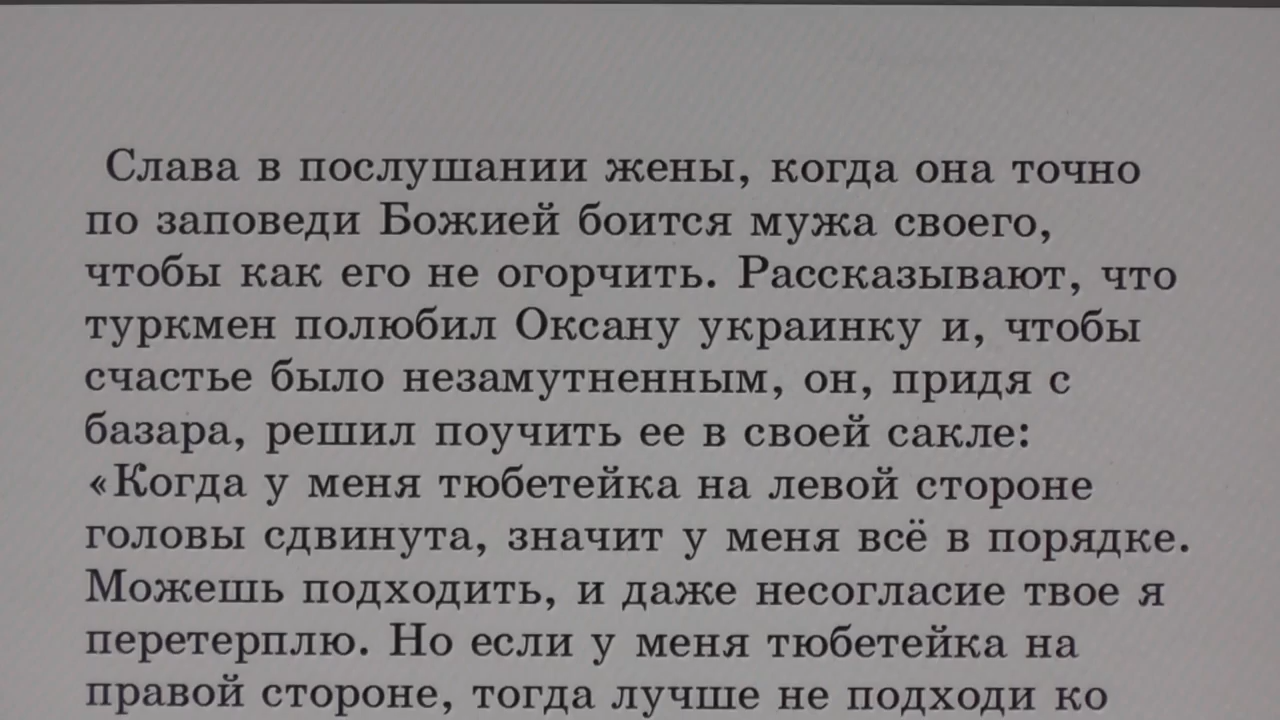 Слава в послушании жены, когда она точно
по заповеди Божией боится мужа своего,
чтобы как его не огорчить. Рассказывают, что
туркмен полюбил Оксану украинку и, чтобы
счастье было незамутненным, он, придя с
базара, решил поучить ее в своей сакле:
«Когда у меня тюбетейка на левой стороне
головы сдвинута, значит у меня всё в порядке.
Можешь подходить, и даже несогласие твое я
перетерплю. Но если у меня тюбетейка на
правой стороне, тогда лучше не подходи ко